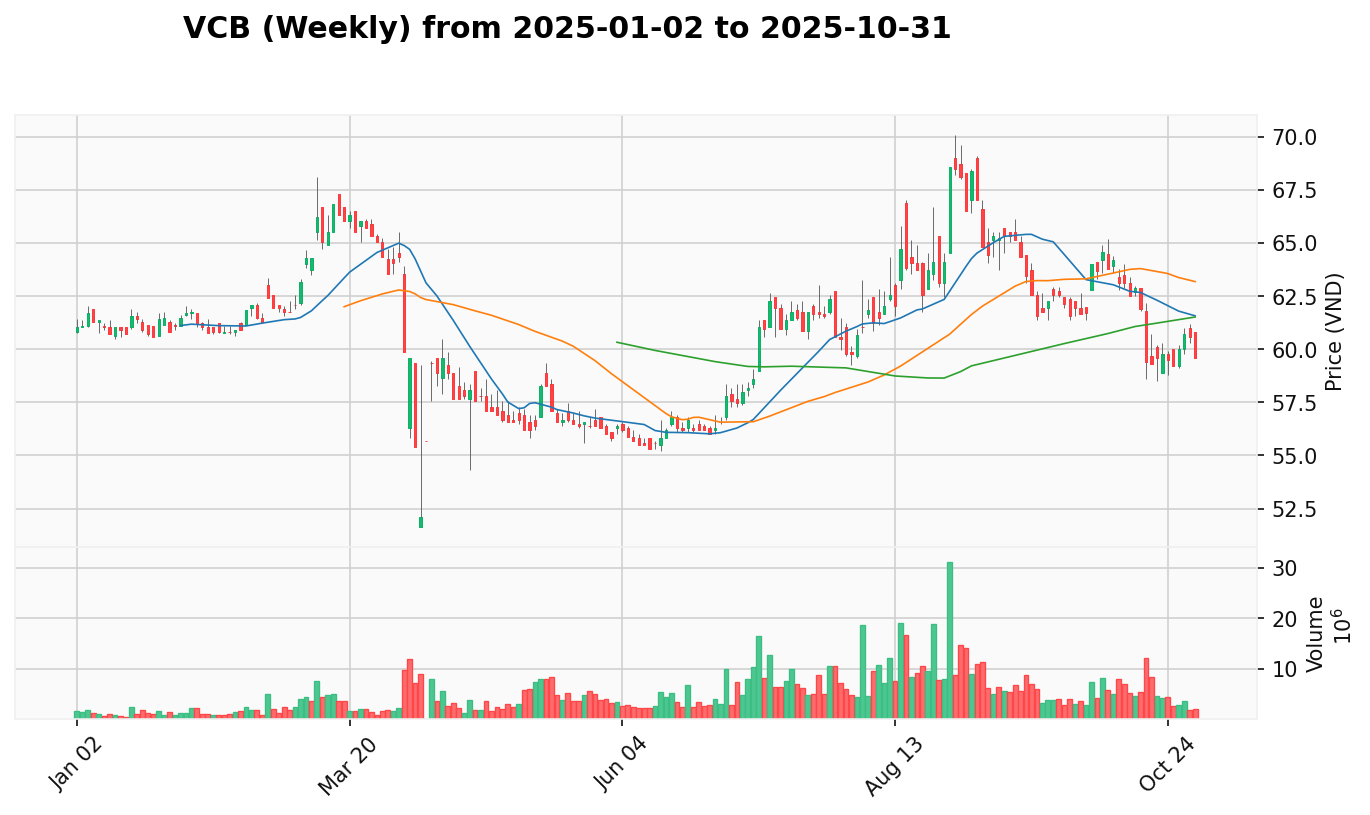 VCB (Weekly) from 2025-01-02 to 2025-10-31
70.0
67.5
65.0
62.5
60.0
57.5
55.0
52.5
Price (VND)
30
20
10
Volume
10^6
Jan 02
Mar 20
Jun 04
Aug 13
Oct 24